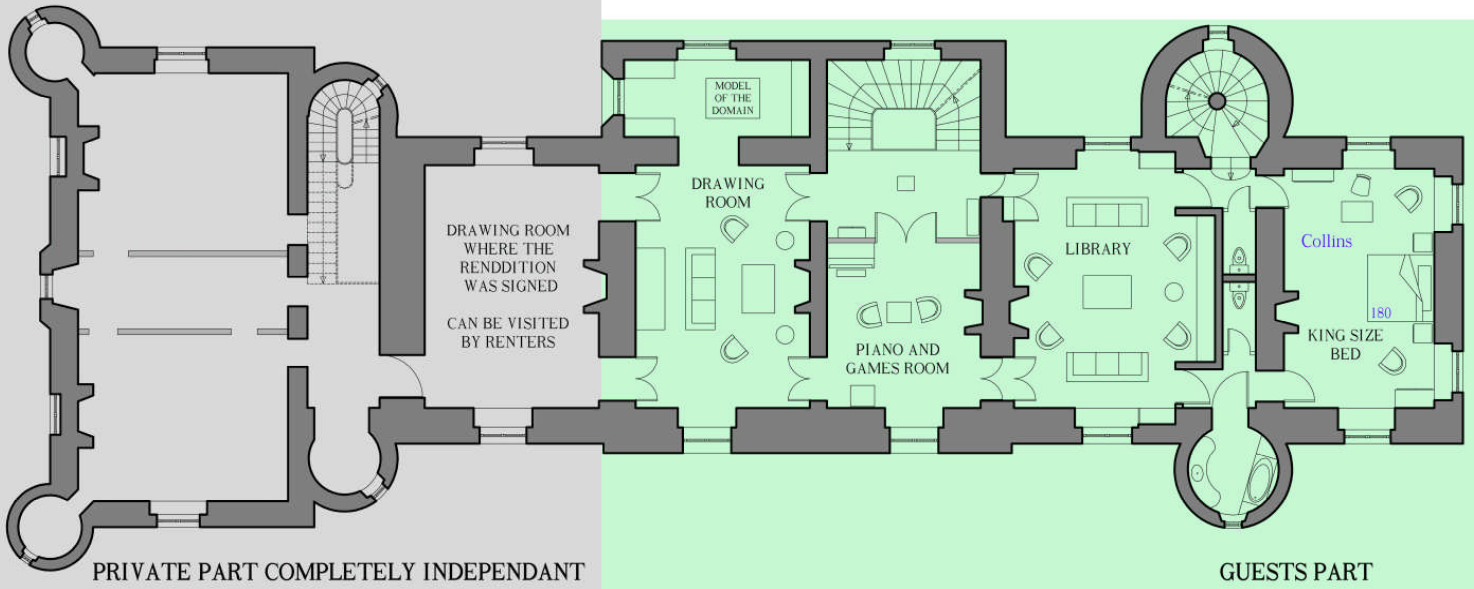 MODEL
OF THE
DOMAIN
DRAWING
ROOM
DRAWING ROOM
WHERE THE
RENDDITION
WAS SIGNED
CAN BE VISITED
BY RENTERS
PIANO AND
GAMES ROOM
LIBRARY
Collins
180
KING SIZE
BED
PRIVATE PART COMPLETELY INDEPENDANT
GUESTS PART